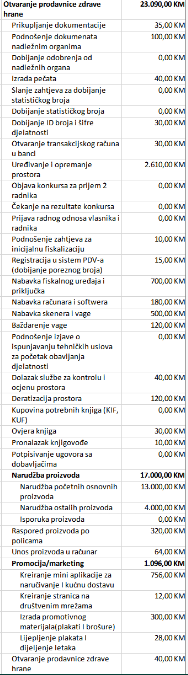 Otvaranje prodavnice zdrave 23.090,00 KM
hrane
Prikupljanje dokumentacije 35,00 KM
Podnošenje dokumenata 100,00 KM
nadležnim organima
Dobijanje odobrenja od 0,00 KM
nadležnih organa
Izrada pečata 40,00 KM
Slanje zahtjeva za dobijanje 0,00 KM
statističkog broja
Dobijanje statističkog broja 0,00 KM
Dobijanje ID broja i šifre 30,00 KM
djelatnosti
Otvaranje transakcijskog računa 30,00 KM
u banci
Uređivanje i opremanje 2.610,00 KM
prostora
Objava konkursa za prijem 2 0,00 KM
radnika
Čekanje na rezultate konkursa 0,00 KM
Prijava radnog odnosa vlasnika i 0,00 KM
radnika
Podnošenje zahtjeva za 10,00 KM
inicijalnu fiskalizaciju
Registracija u sistem PDV-a 15,00 KM
(dobijanje poreznog broja)
Nabavka fiskalnog uređaja i 700,00 KM
priključka
Nabavka računara i softwera 180,00 KM
Nabavka skenera i vage 500,00 KM
Baždarenje vage 120,00 KM
Podnošenje izjave o 0,00 KM
ispunjavanju tehničkih uslova
za početak obavljanja
djelatnosti
Dolazak službe za kontrolu i 40,00 KM
ocjenu prostora
Deratizacija prostora 120,00 KM
Kupovina potrebnih knjiga (KIF, 0,00 KM
KUF)
Ovjera knjiga 30,00 KM
Pronalazak knjigovođe 10,00 KM
Potpisivanje ugovora sa 0,00 KM
dobavljačima
Narudžba proizvoda 17.000,00 KM
Narudžba početnih osnovnih 13.000,00 KM
proizvoda
Narudžba ostalih proizvoda 4.000,00 KM
Isporuka proizvoda 0,00 KM
Raspored proizvoda po 320,00 KM
policama
Unos proizvoda u računar 64,00 KM
Promocija/marketing 1.096,00 KM
Kreiranje mini aplikacije za 756,00 KM
naručivanje i kućnu dostavu
Kreiranje stranica na 12,00 KM
društvenim mrežama
Izrada promotivnog 300,00 KM
materijala(plakati i brošure)
Lijepljenje plakata i 28,00 KM
dijeljenje letaka
Otvaranje prodavnice zdrave 40,00 KM
hrane